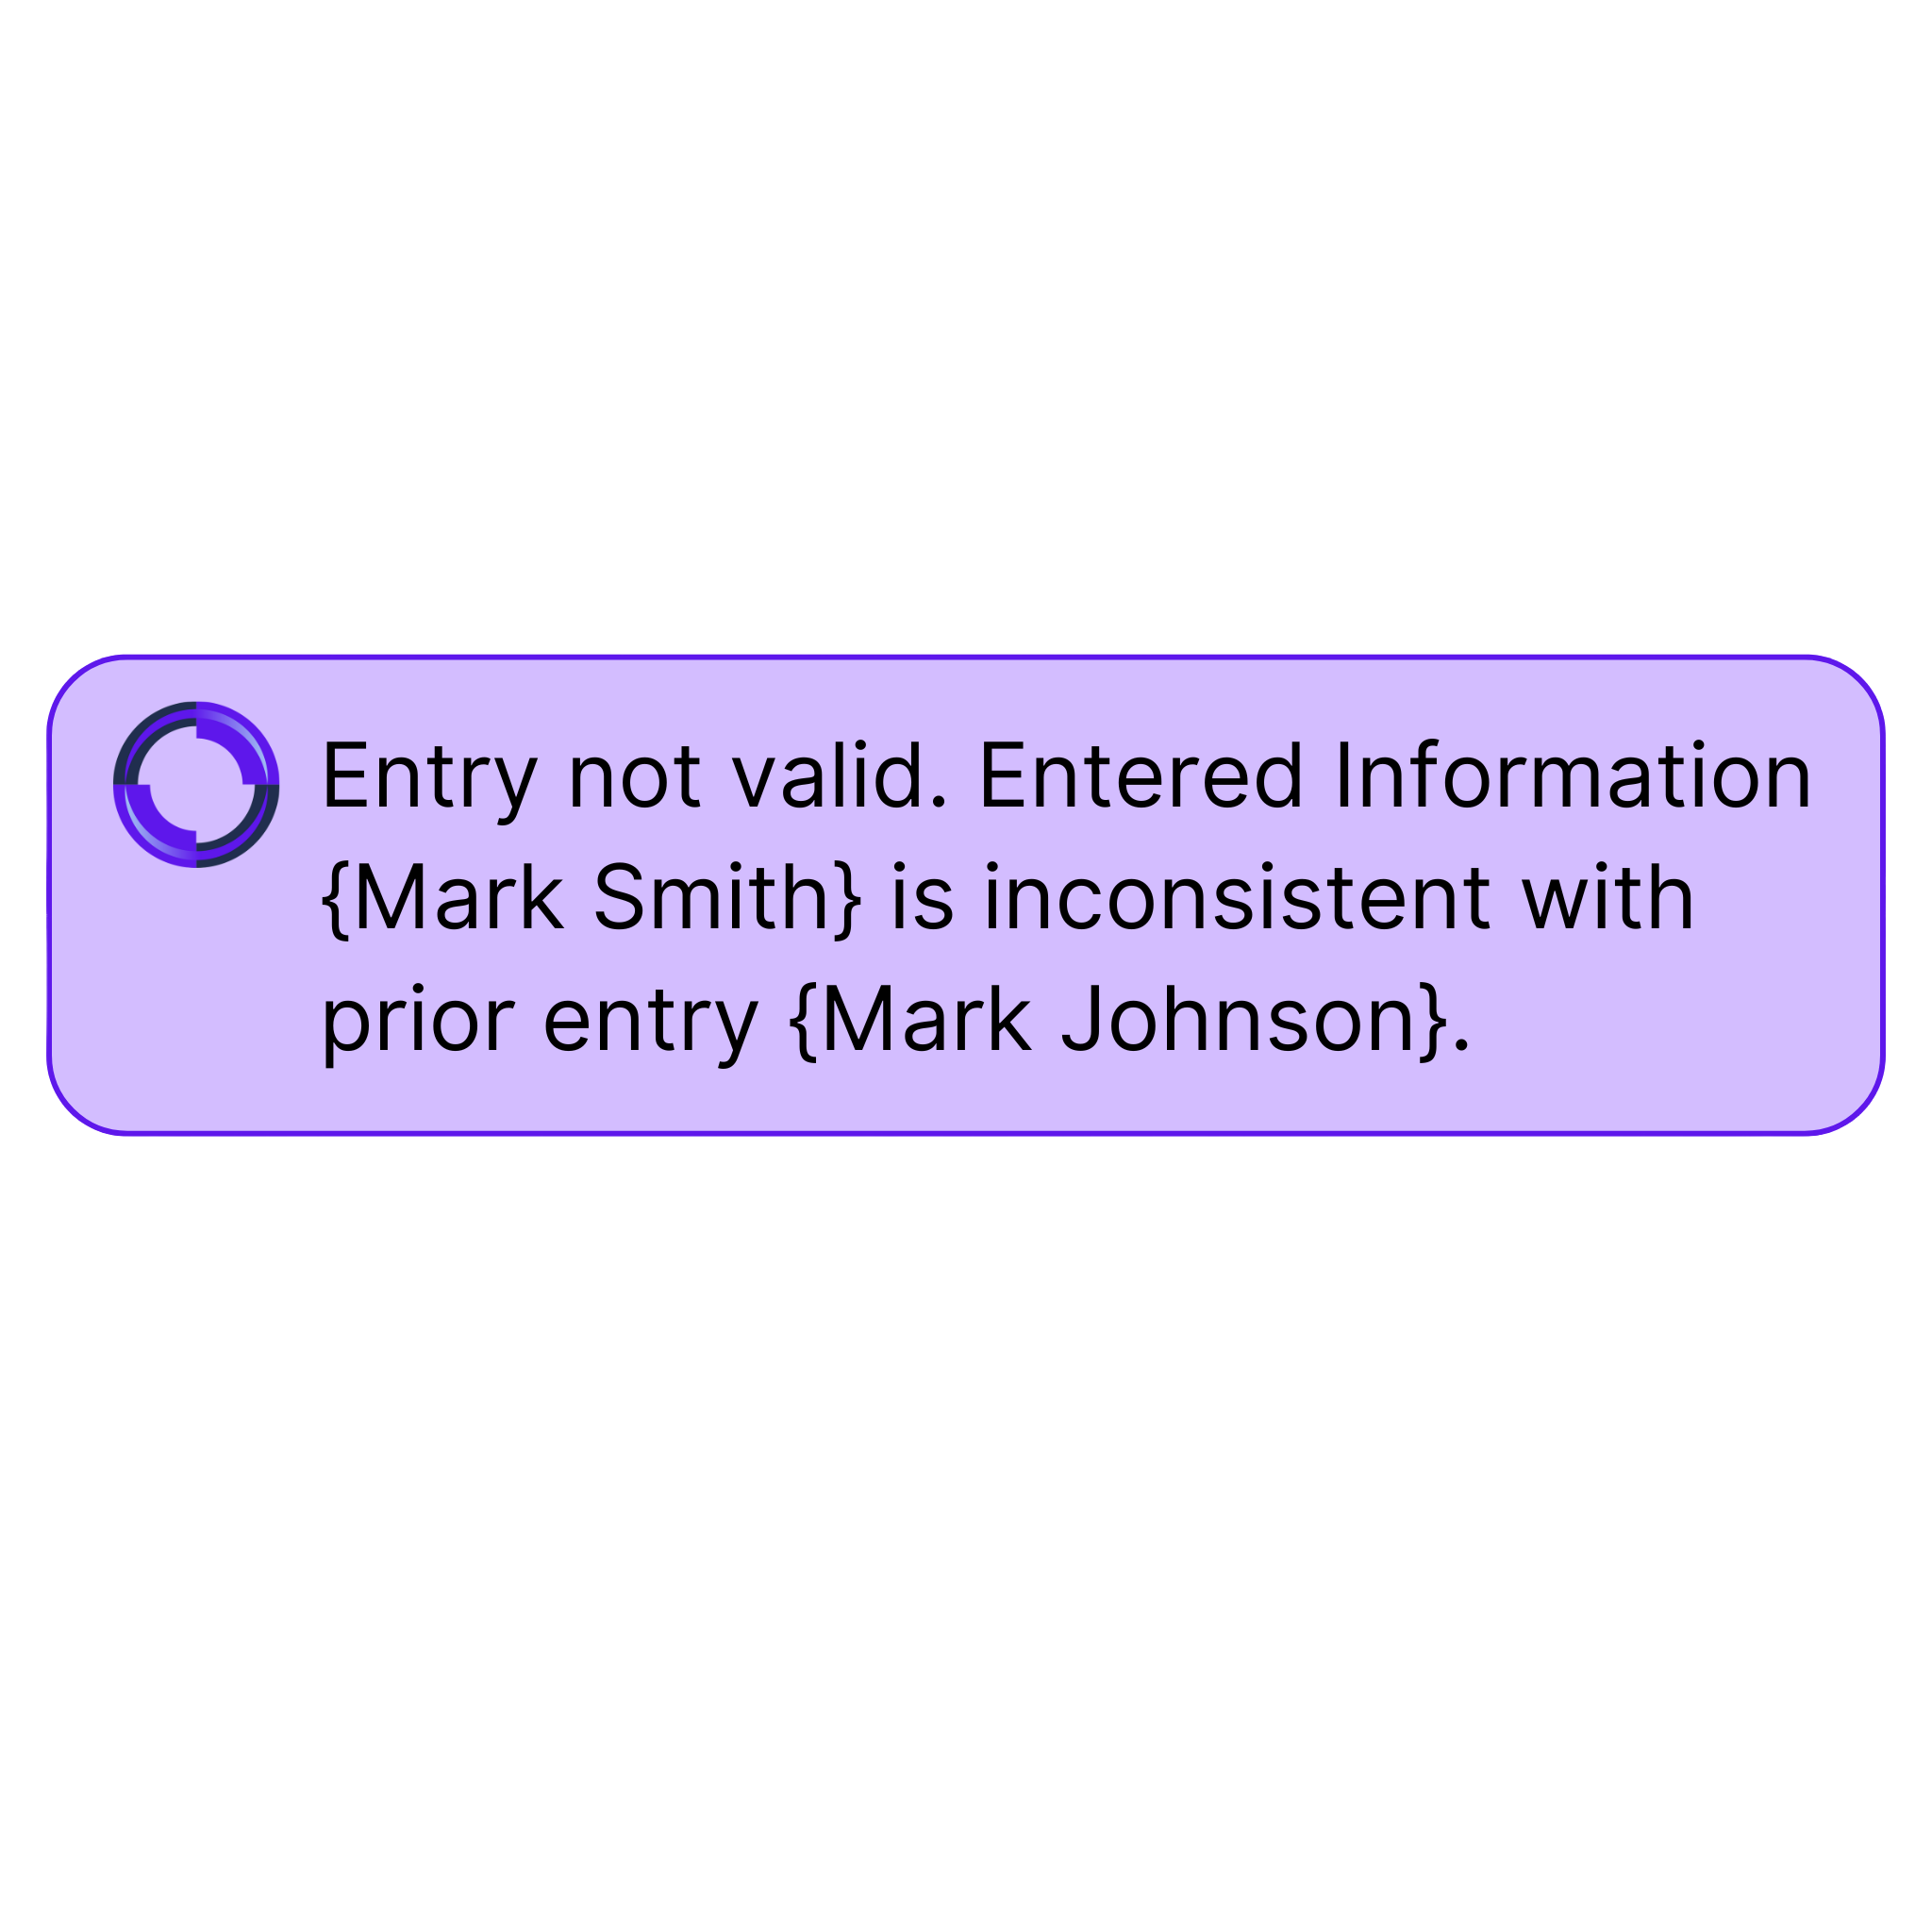 Entry not valid. Entered Information
{Mark Smith} is inconsistent with
prior entry {Mark Johnson}.